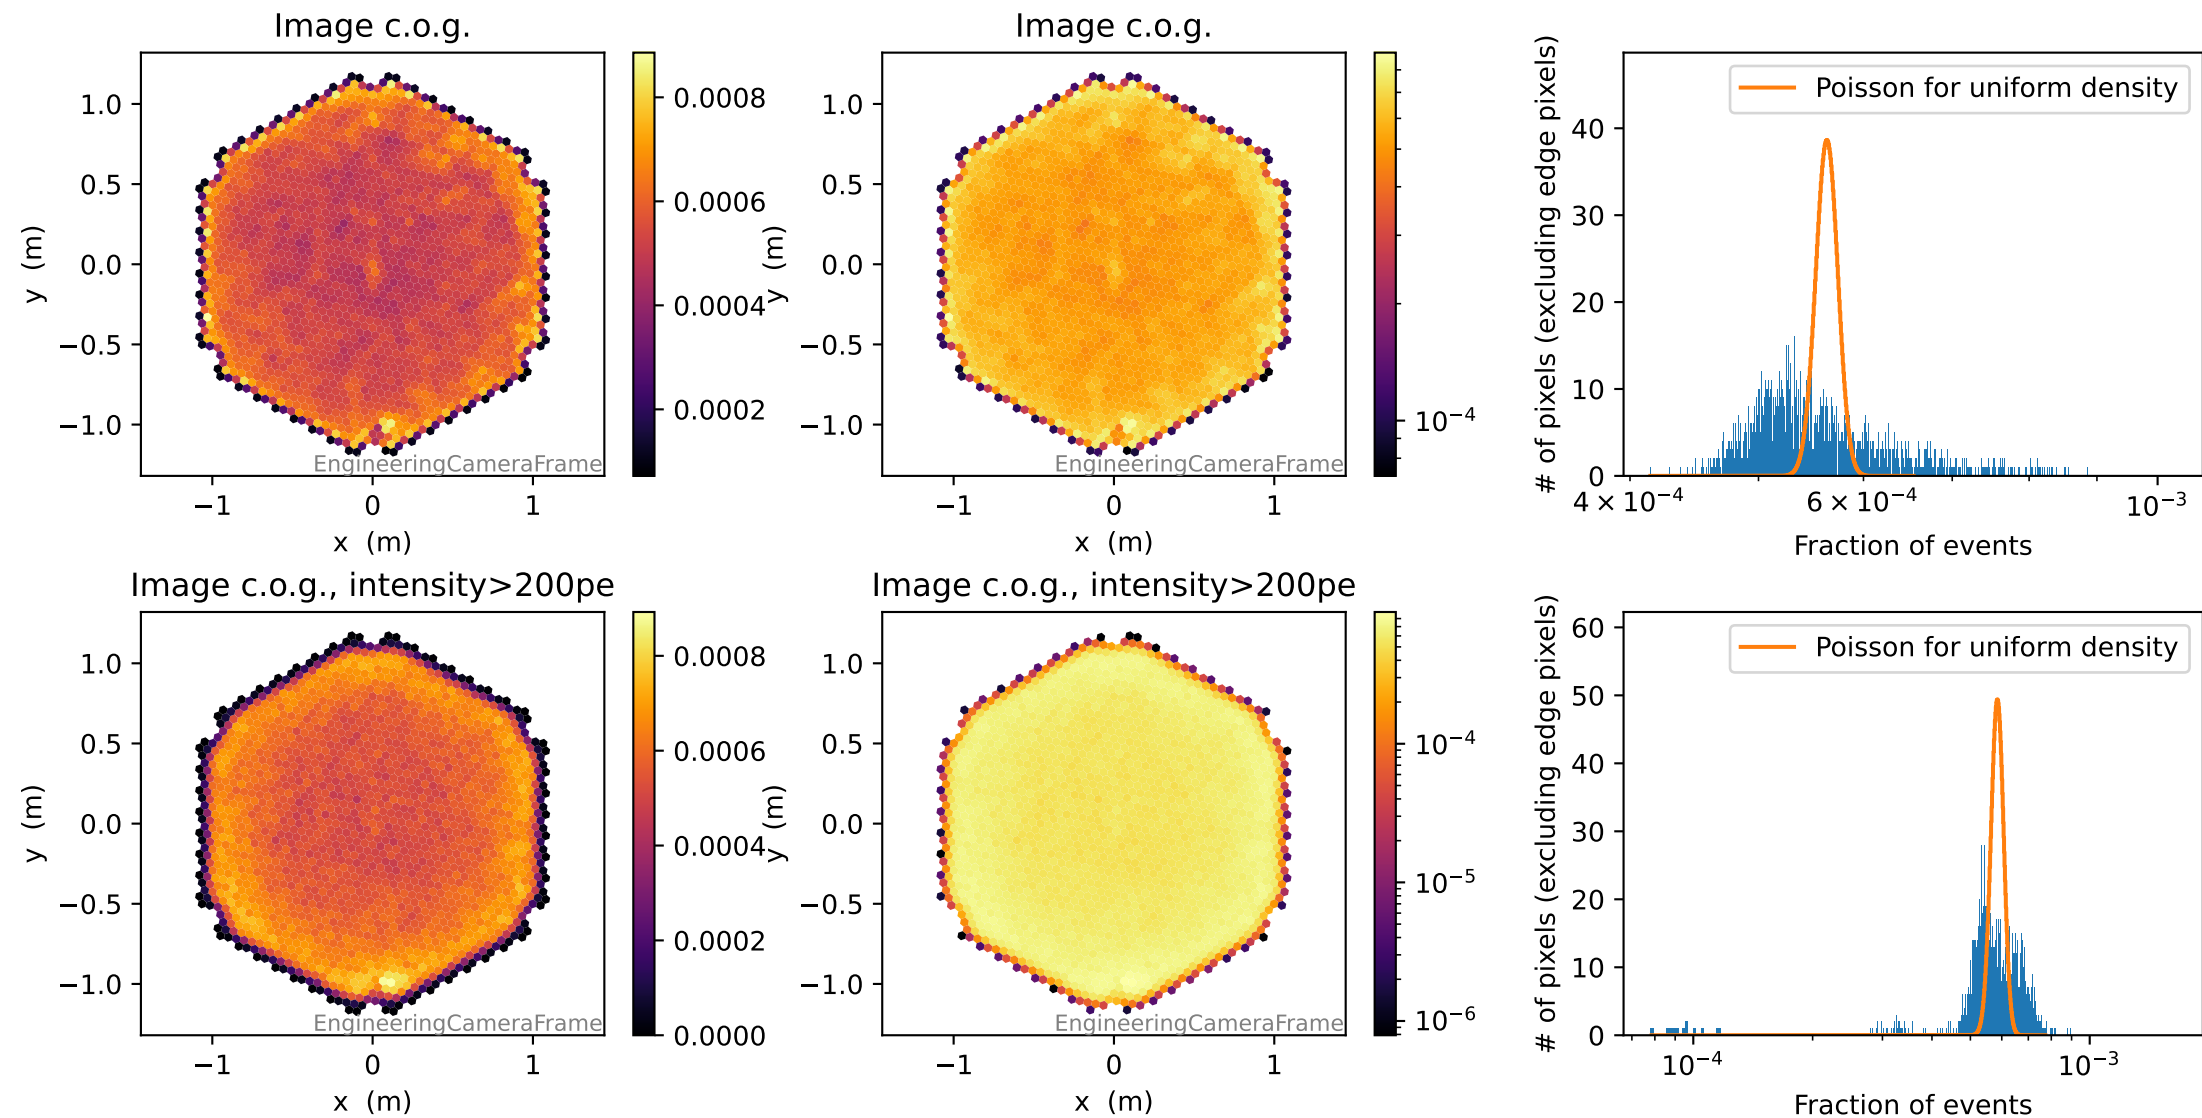 Image c.o.g.
1.0
0.5
0.0
−0.5
−1.0
y (m)
−1
0
1
x (m)
EngineeringCameraFrame
0.0008
0.0006
0.0004
0.0002
Image c.o.g.
1.0
0.5
0.0
−0.5
−1.0
y (m)
−1
0
1
x (m)
EngineeringCameraFrame
10⁻⁴
# of pixels (excluding edge pixels)
40
30
20
10
0
Poisson for uniform density
4 × 10⁻⁴
6 × 10⁻⁴
10⁻³
Fraction of events
Image c.o.g., intensity>200pe
1.0
0.5
0.0
−0.5
−1.0
y (m)
−1
0
1
x (m)
EngineeringCameraFrame
0.0008
0.0006
0.0004
0.0002
0.0000
Image c.o.g., intensity>200pe
1.0
0.5
0.0
−0.5
−1.0
y (m)
−1
0
1
x (m)
EngineeringCameraFrame
10⁻⁴
10⁻⁵
10⁻⁶
# of pixels (excluding edge pixels)
60
50
40
30
20
10
0
Poisson for uniform density
10⁻⁴
10⁻³
Fraction of events